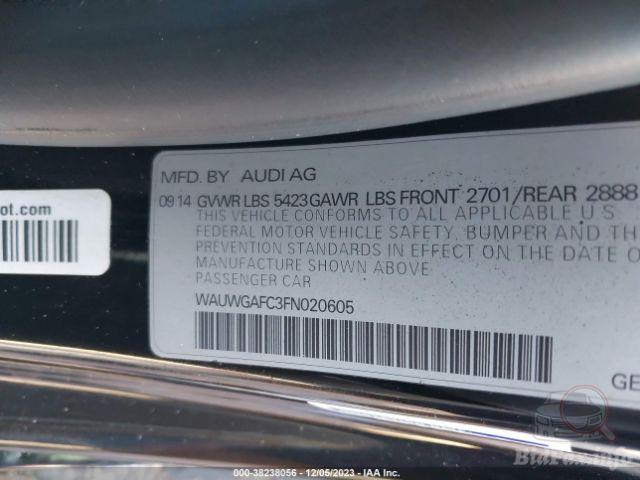 MFD. BY AUDI AG
09 14 GVWR LBS 5423 GAWR LBS FRONT 2701/REAR 2888
THIS VEHICLE CONFORMS TO ALL APPLICABLE U.S
FEDERAL MOTOR VEHICLE SAFETY, BUMPER AND TH
PREVENTION STANDARDS IN EFFECT ON THE DATE O
MANUFACTURE SHOWN ABOVE
PASSENGER CAR
WAUWGAFC3FN020605
GE
ot.com
BidFax.info
000-38238056 - 12/05/2023 - IAA Inc.